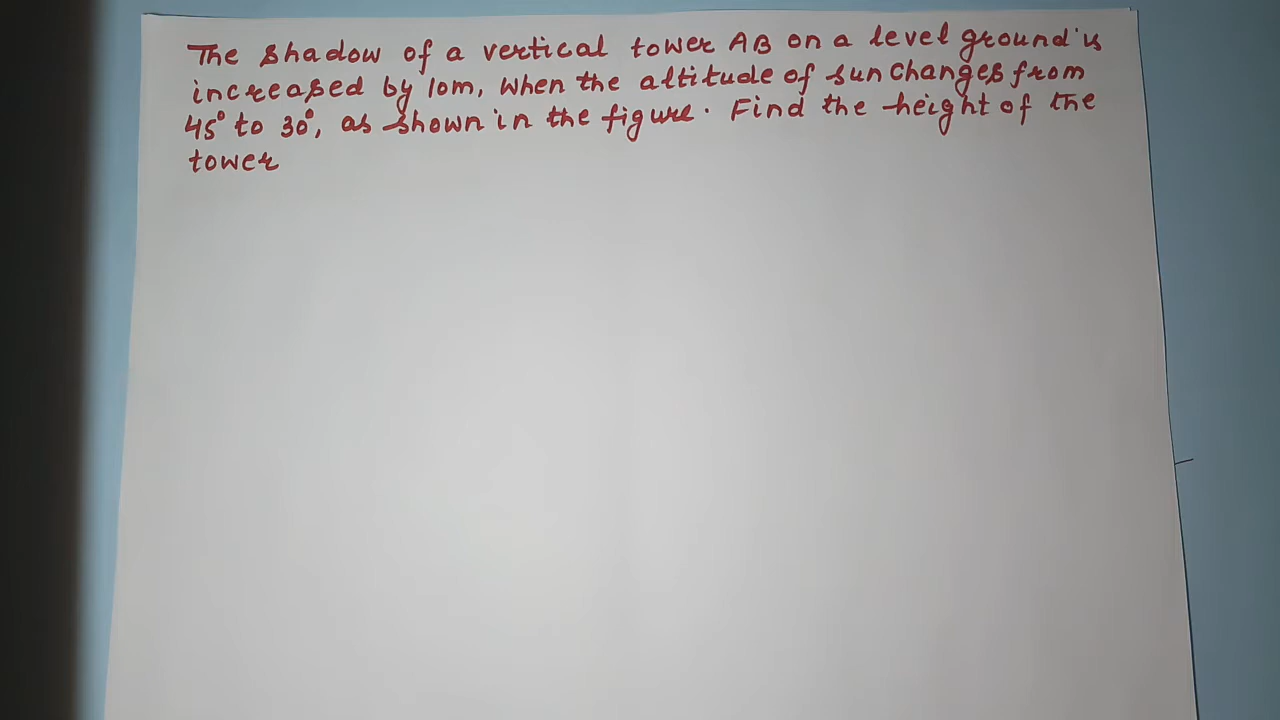 The shadow of a vertical tower AB on a level ground is
increased by 10m, when the altitude of sun changes from
45° to 30°, as shown in the figure. Find the height of the
tower